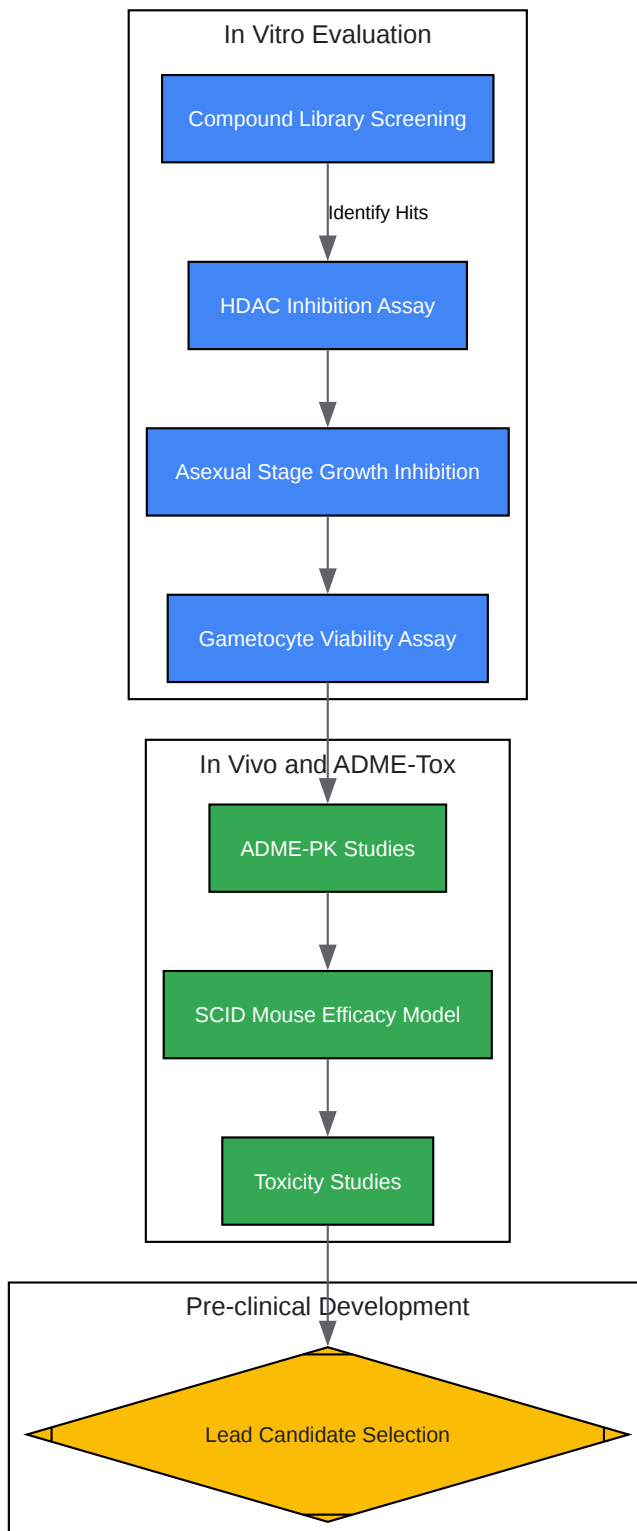 In Vitro Evaluation
Compound Library Screening
Identify Hits
HDAC Inhibition Assay
Asexual Stage Growth Inhibition
Gametocyte Viability Assay
In Vivo and ADME-Tox
ADME-PK Studies
SCID Mouse Efficacy Model
Toxicity Studies
Pre-clinical Development
Lead Candidate Selection